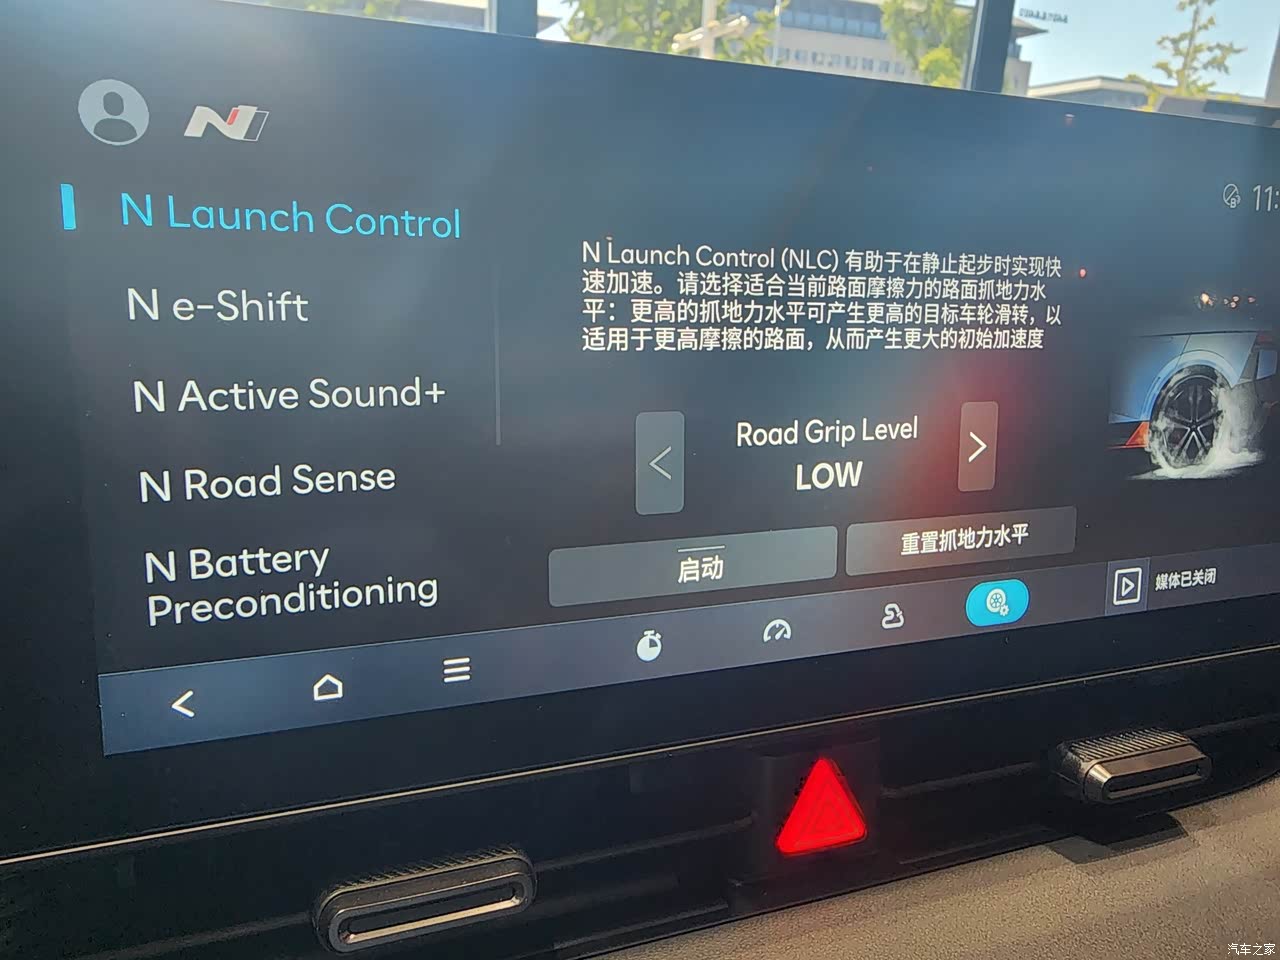 N
11:
N Launch Control
N e-Shift
N Active Sound+
N Road Sense
N Battery
Preconditioning
N Launch Control (NLC) 有助于在静止起步时实现快
速加速。请选择适合当前路面摩擦力的路面抓地力水
平：更高的抓地力水平可产生更高的目标车轮滑转，以
适用于更高摩擦的路面，从而产生更大的初始加速度
Road Grip Level
LOW
启动
重置抓地力水平
媒体已关闭
汽车之家